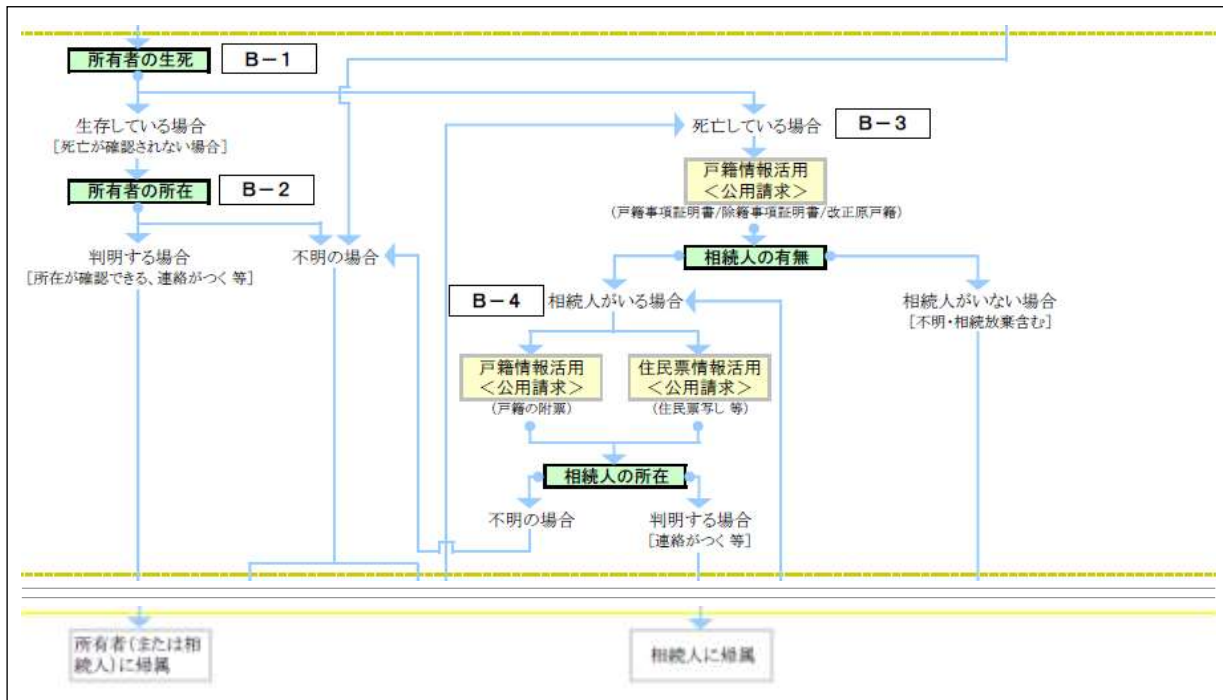 所有者の生死
B－1
生存している場合
[死亡が確認されない場合]
死亡している場合
B－3
戸籍情報活用
＜公用請求＞
(戸籍事項証明書/除籍事項証明書/改正原戸籍)
所有者の所在
B－2
判明する場合
[所在が確認できる、連絡がつく 等]
不明の場合
相続人の有無
B－4
相続人がいる場合
相続人がいない場合
[不明・相続放棄含む]
戸籍情報活用
＜公用請求＞
(戸籍の附票)
住民票情報活用
＜公用請求＞
(住民票写し 等)
相続人の所在
不明の場合
判明する場合
[連絡がつく 等]
所有者(または相
続人)に帰属
相続人に帰属